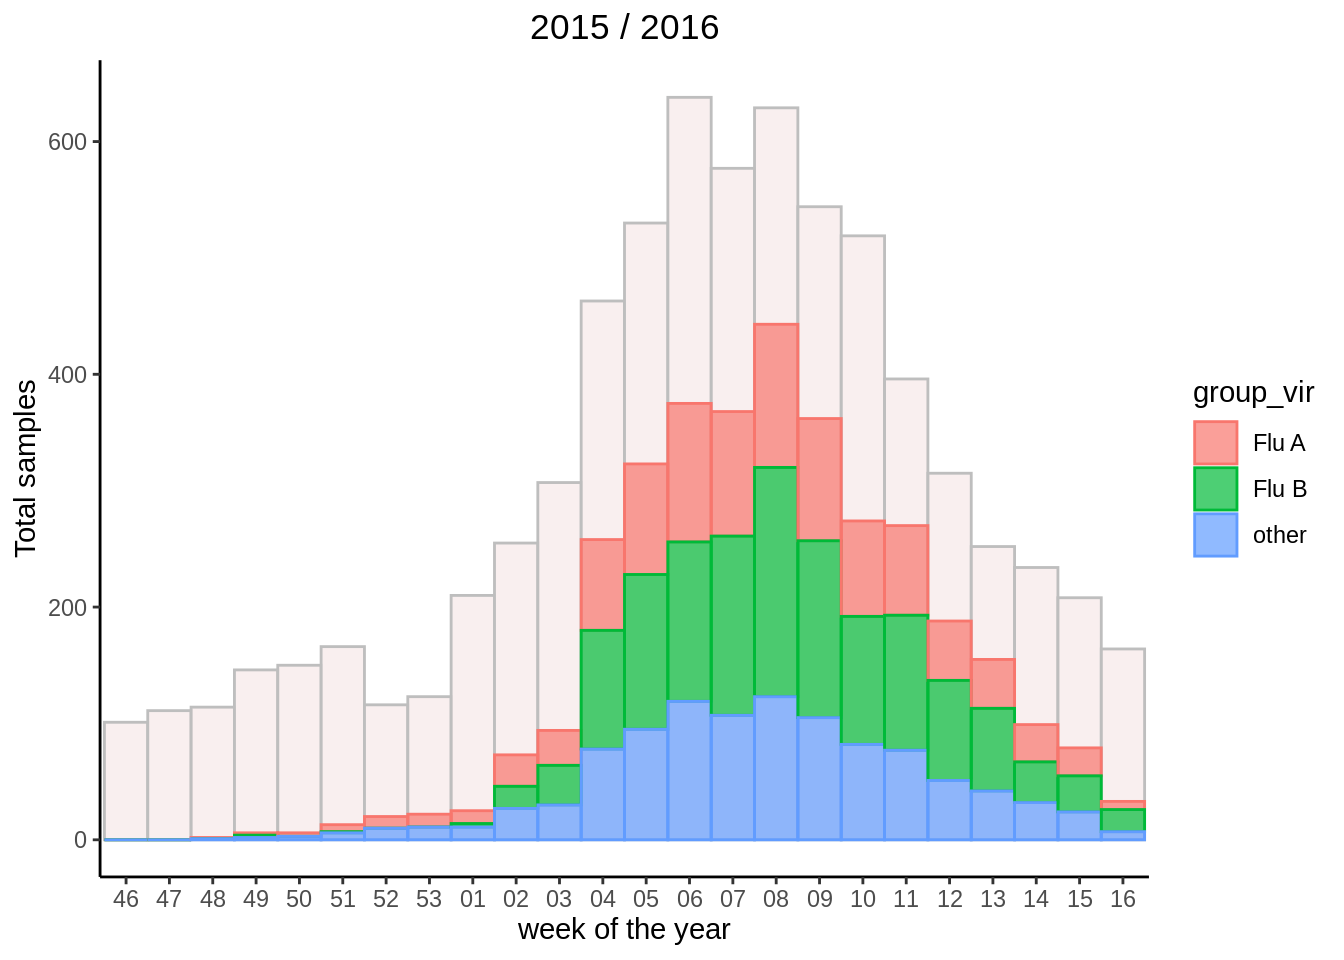 2015 / 2016
Total samples
600
400
200
0
46 47 48 49 50 51 52 53 01 02 03 04 05 06 07 08 09 10 11 12 13 14 15 16
week of the year
group_vir
Flu A
Flu B
other